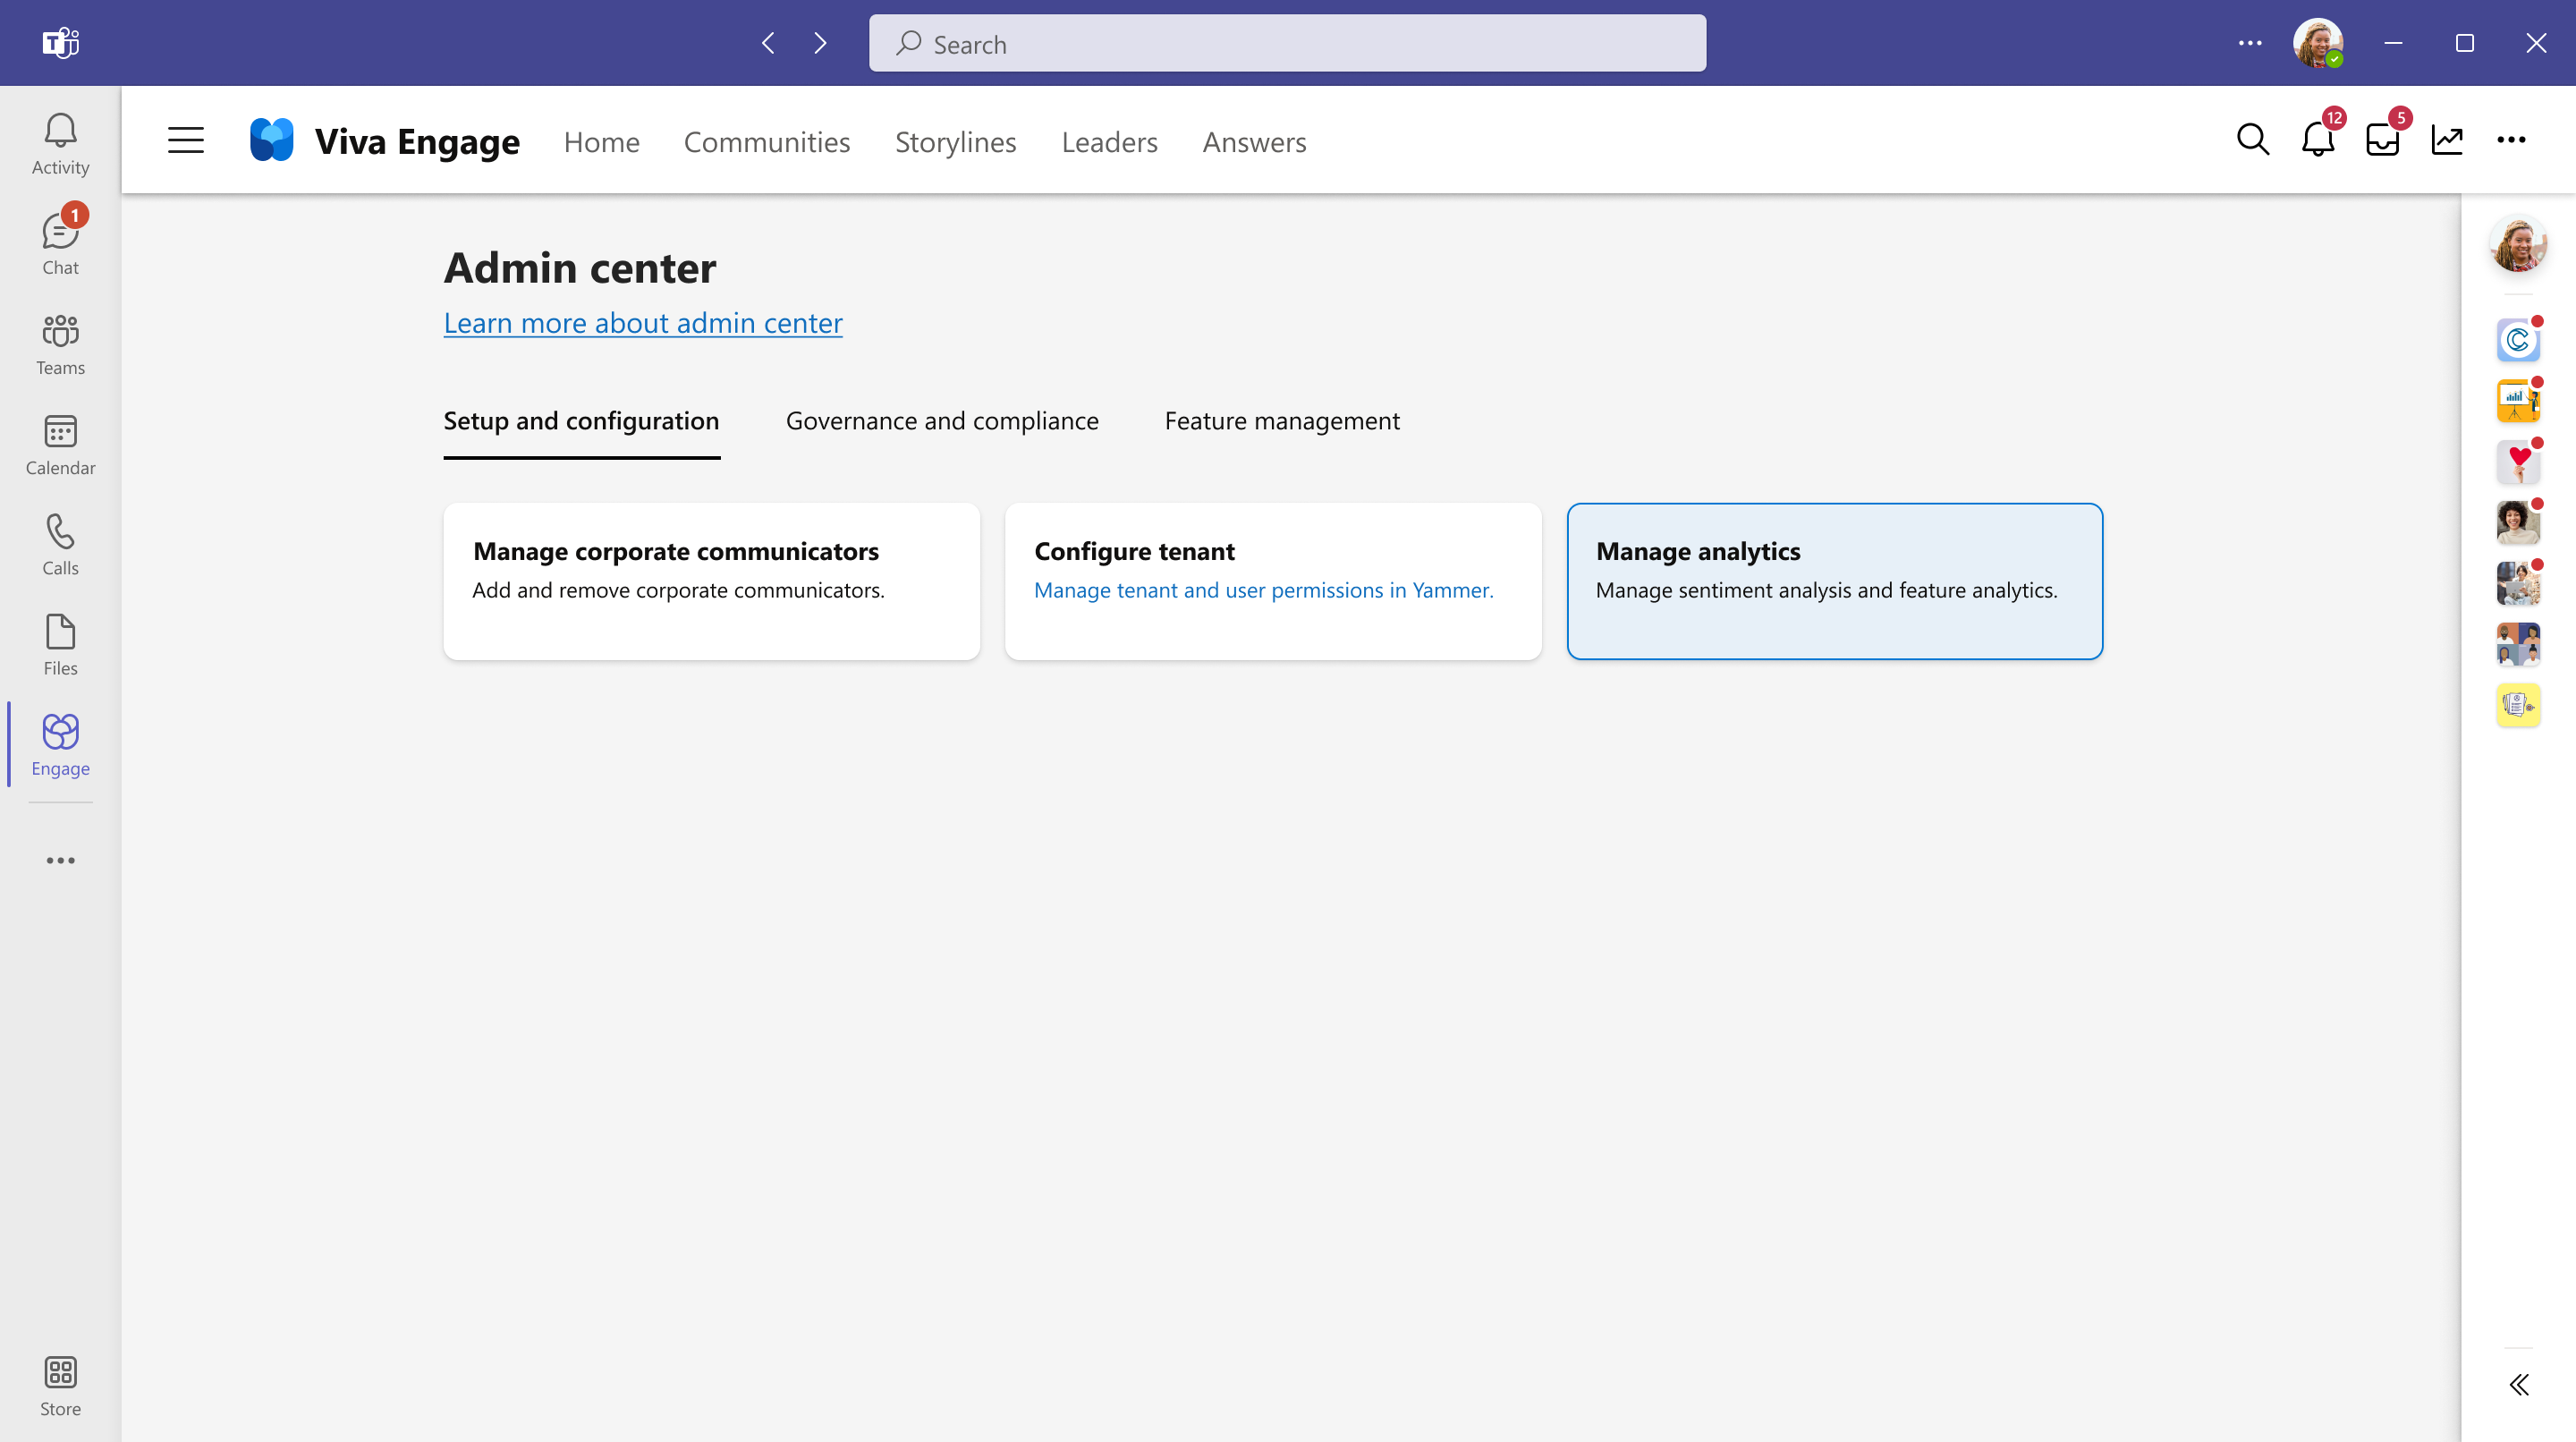 Search
Activity
1
Chat
Teams
Calendar
Calls
Files
Engage
Store
Viva Engage
Home
Communities
Storylines
Leaders
Answers
12
5
Admin center
Learn more about admin center
Setup and configuration
Governance and compliance
Feature management
Manage corporate communicators
Add and remove corporate communicators.
Configure tenant
Manage tenant and user permissions in Yammer.
Manage analytics
Manage sentiment analysis and feature analytics.